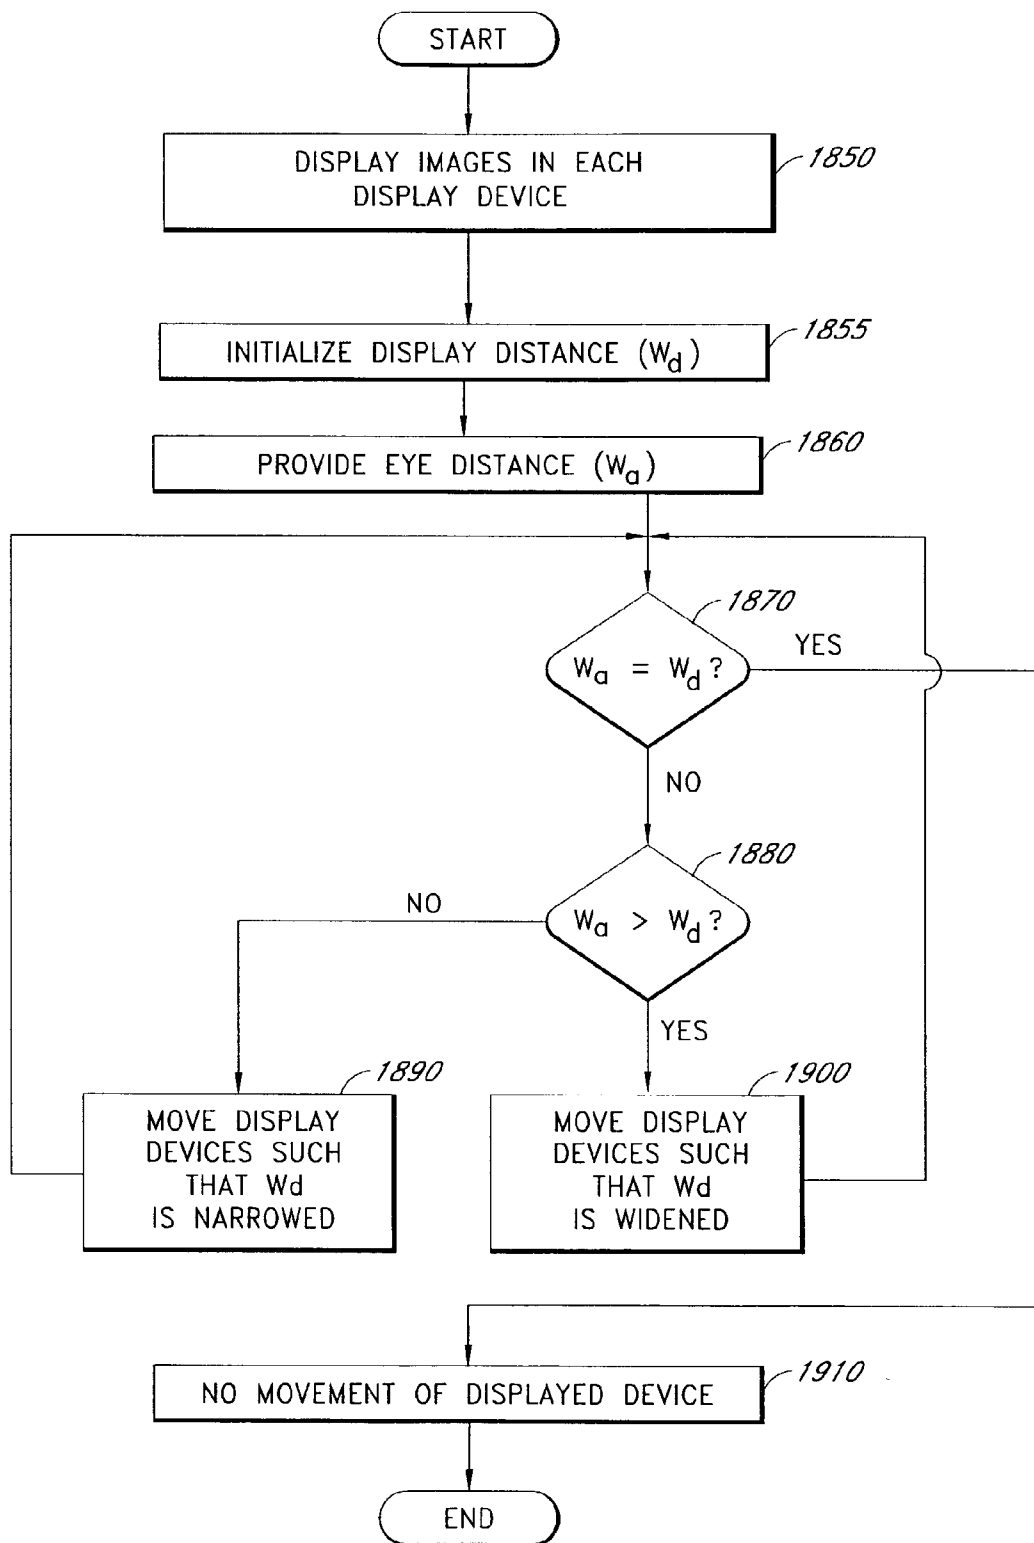 START
DISPLAY IMAGES IN EACH
DISPLAY DEVICE
1850
INITIALIZE DISPLAY DISTANCE (Wd)
1855
PROVIDE EYE DISTANCE (Wa)
1860
1870
Wa = Wd?
YES
NO
1880
Wa > Wd?
NO
YES
1890
MOVE DISPLAY
DEVICES SUCH
THAT Wd
IS NARROWED
1900
MOVE DISPLAY
DEVICES SUCH
THAT Wd
IS WIDENED
NO MOVEMENT OF DISPLAYED DEVICE
1910
END